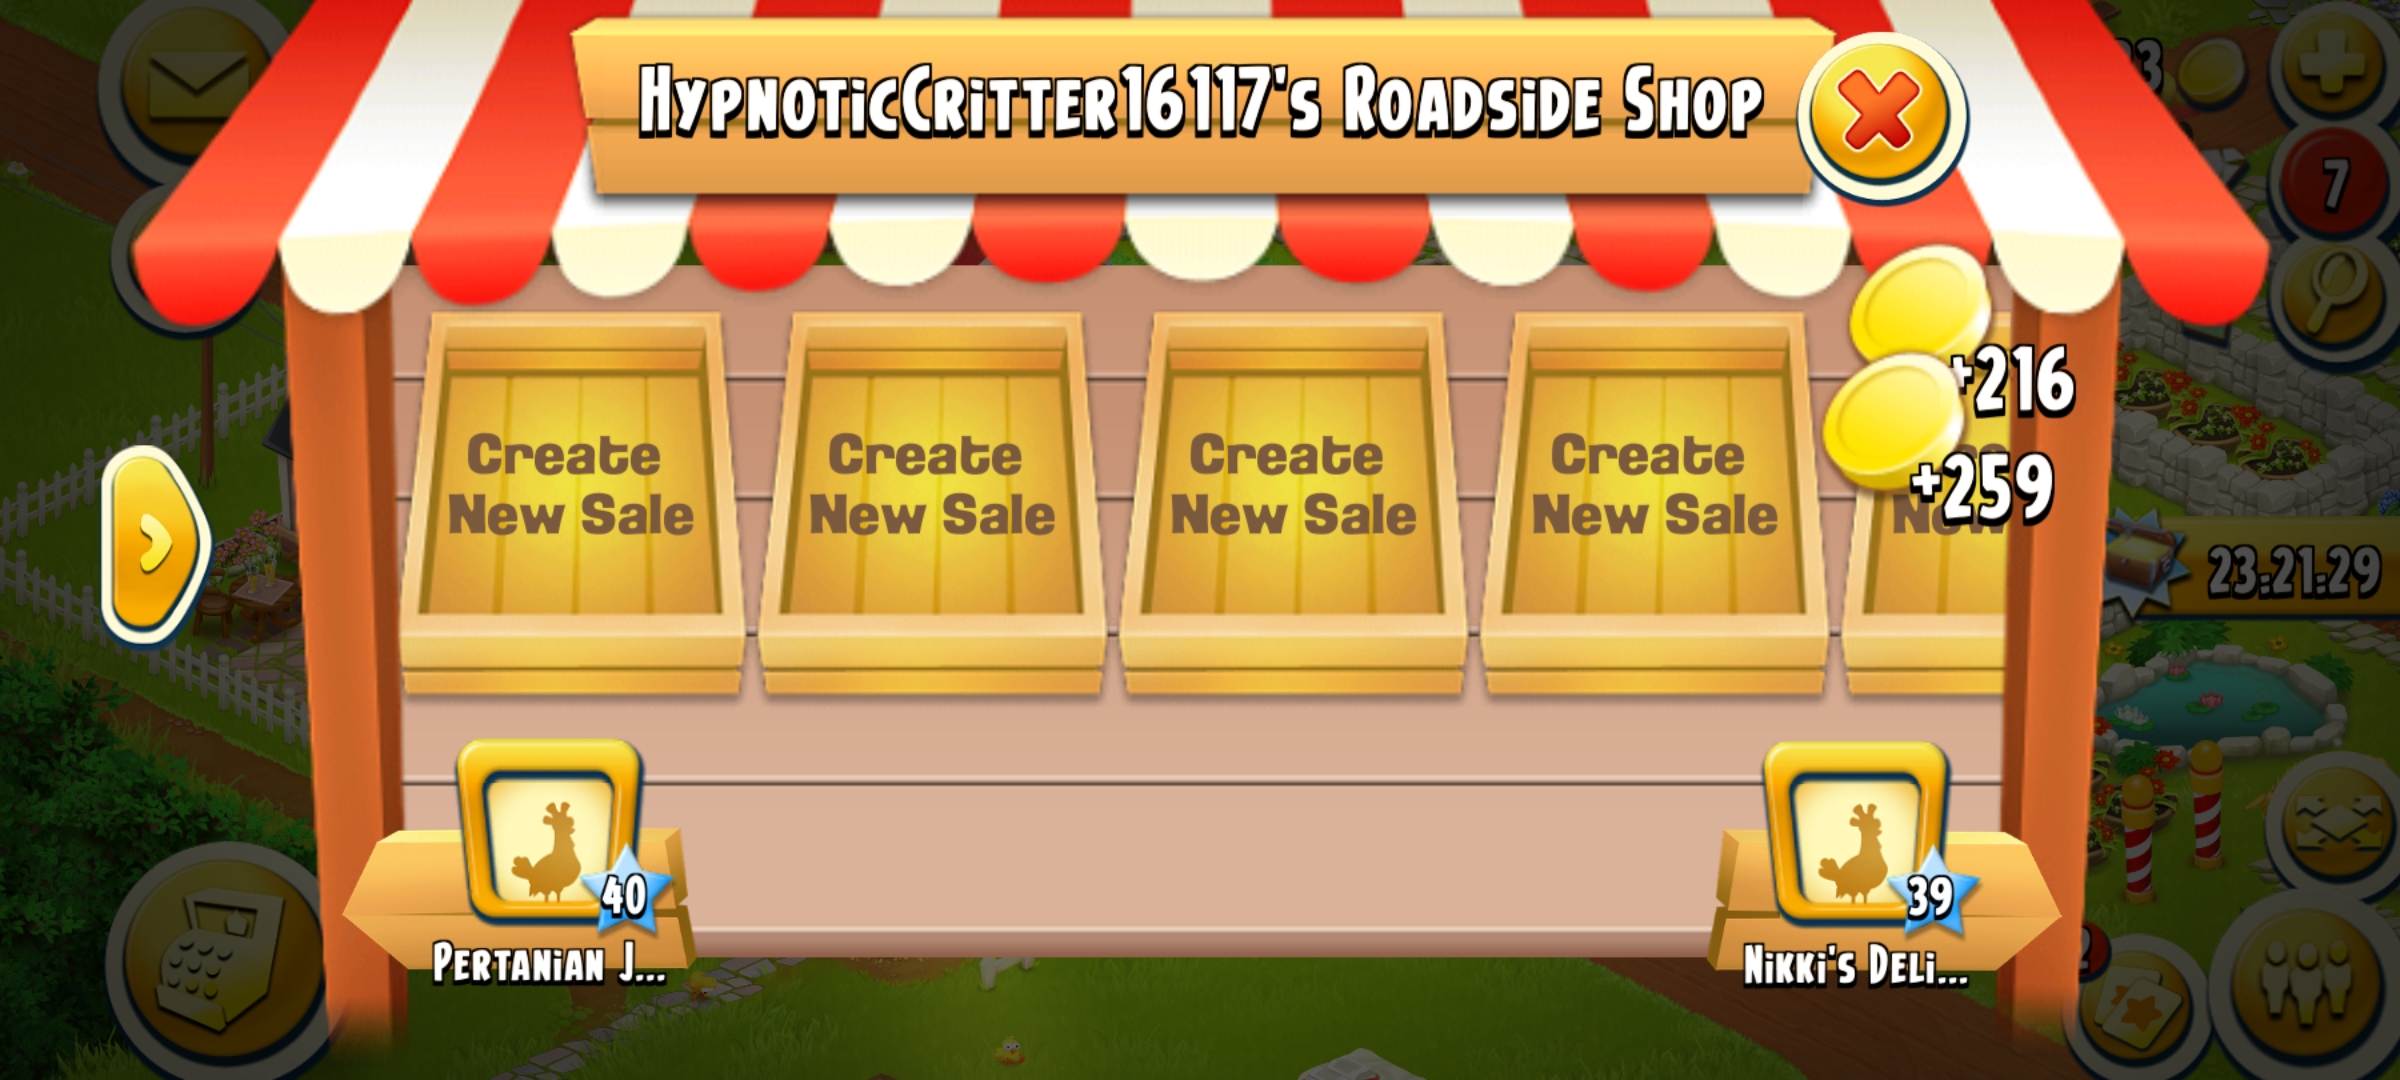 HypnoticCritter16117's Roadside Shop
7
+216
+259
Create
New Sale
Create
New Sale
Create
New Sale
Create
New Sale
New
23:21:29
40
39
Pertanian J...
Nikki's Deli...